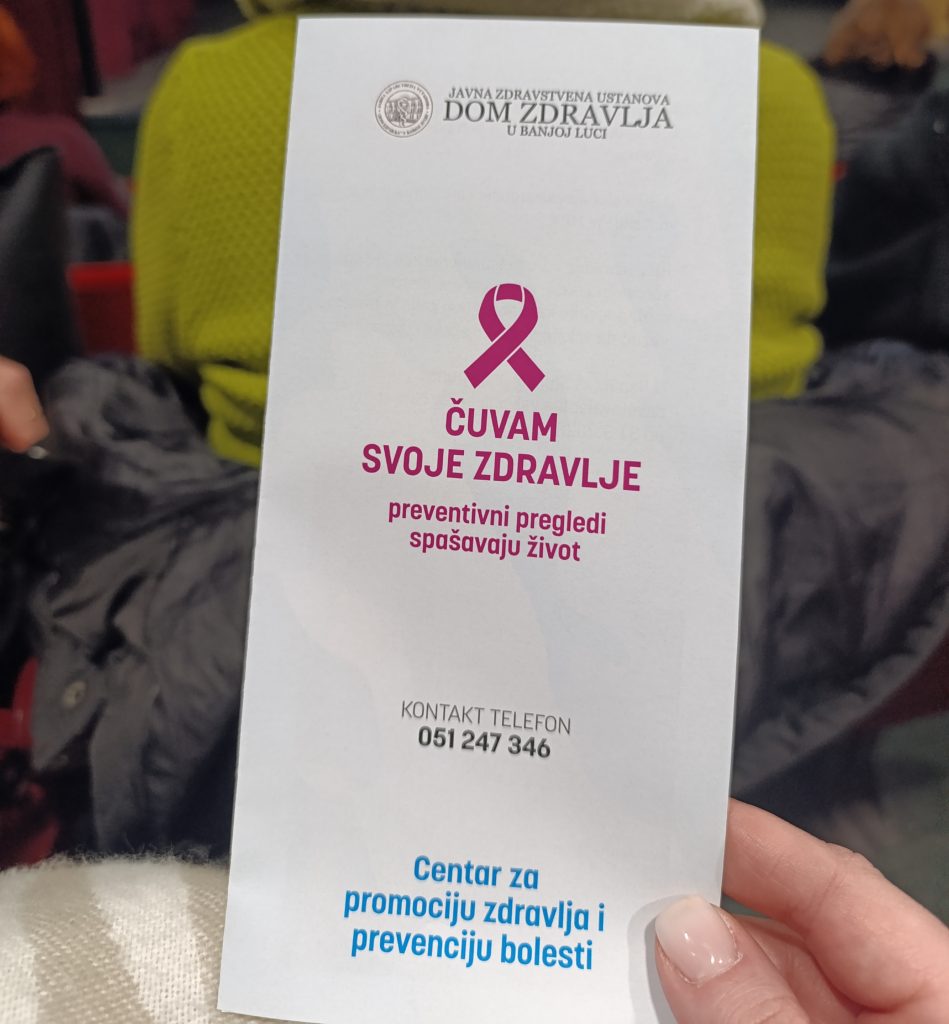 JAVNA ZDRAVSTVENA USTANOVA
DOM ZDRAVLJA
U BANJOJ LUCI
ČUVAM
SVOJE ZDRAVLJE
preventivni pregledi
spašavaju život
KONTAKT TELEFON
051 247 346
Centar za
promociju zdravlja i
prevenciju bolesti